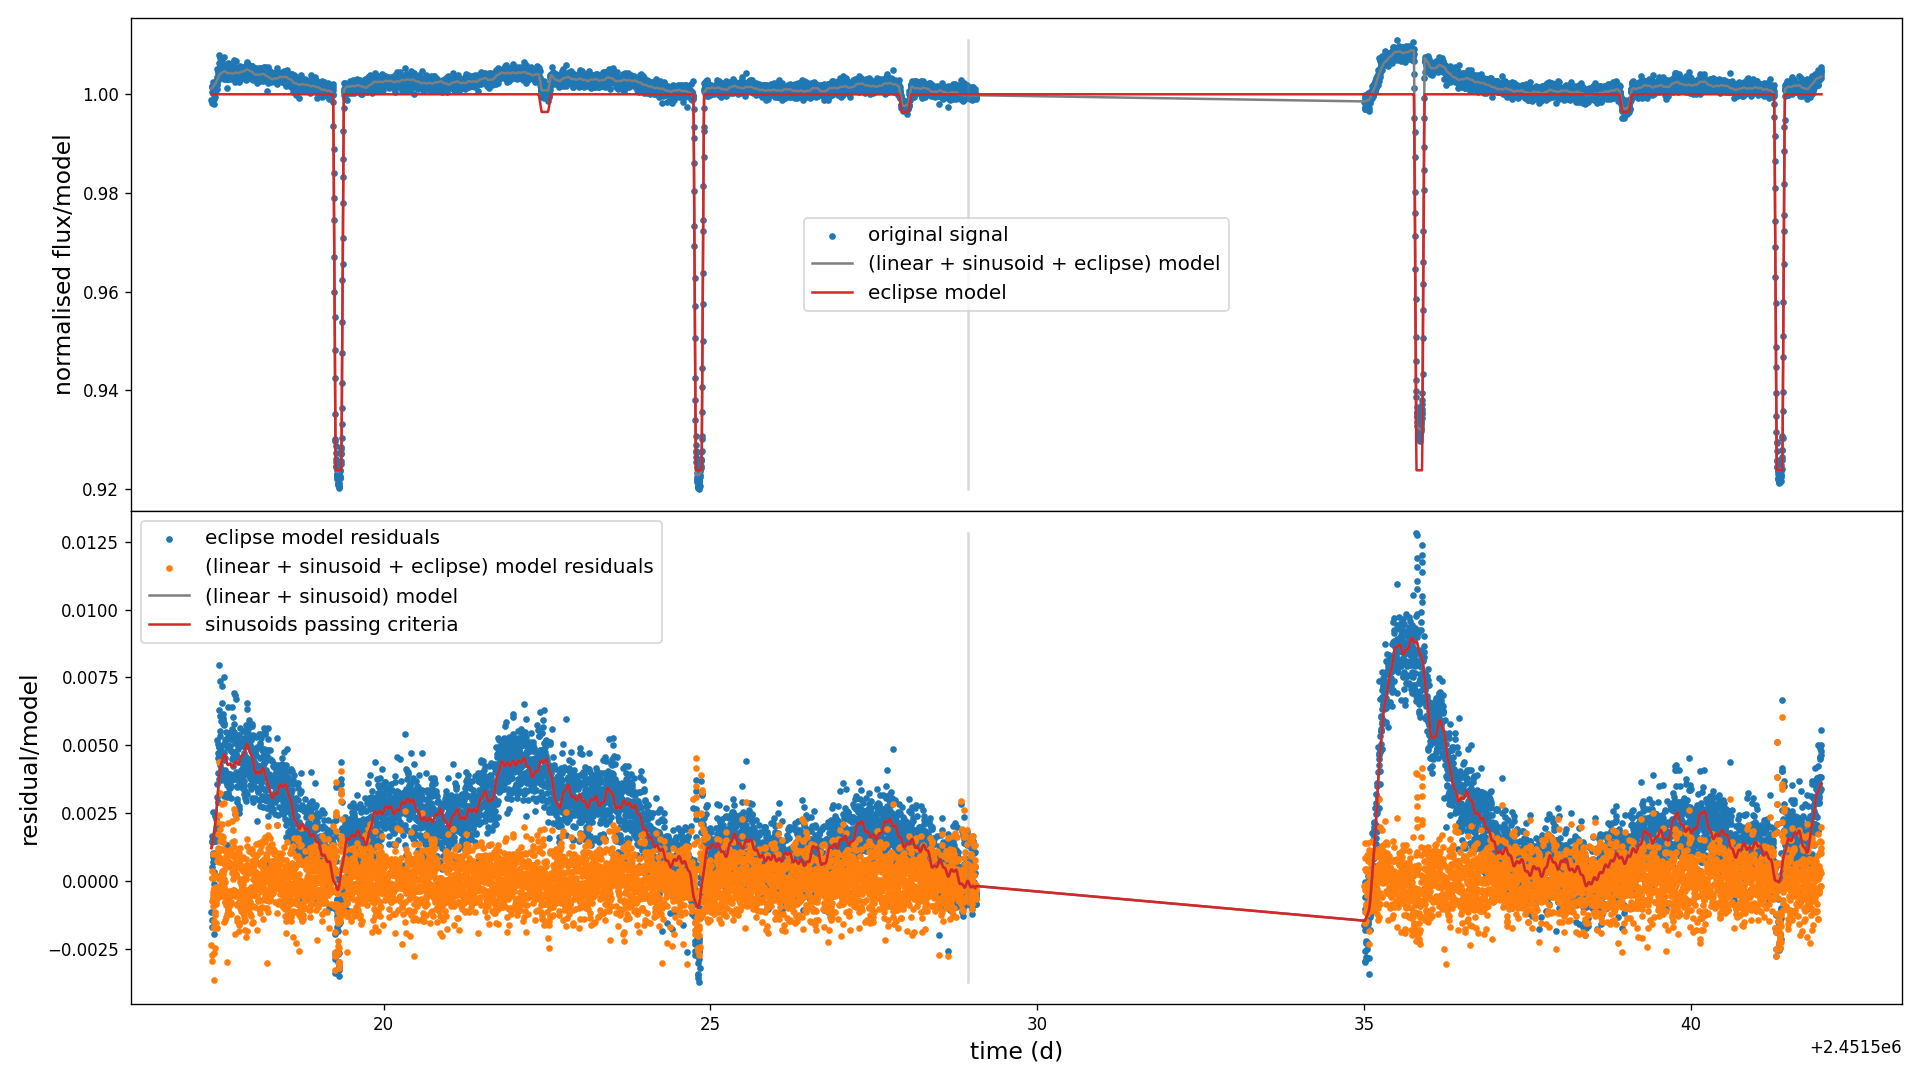 normalised flux/model
1.00
0.98
0.96
0.94
0.92
original signal
(linear + sinusoid + eclipse) model
eclipse model
residual/model
0.0125
0.0100
0.0075
0.0050
0.0025
0.0000
−0.0025
eclipse model residuals
(linear + sinusoid + eclipse) model residuals
(linear + sinusoid) model
sinusoids passing criteria
20
25
30
35
40
time (d)
+2.4515e6